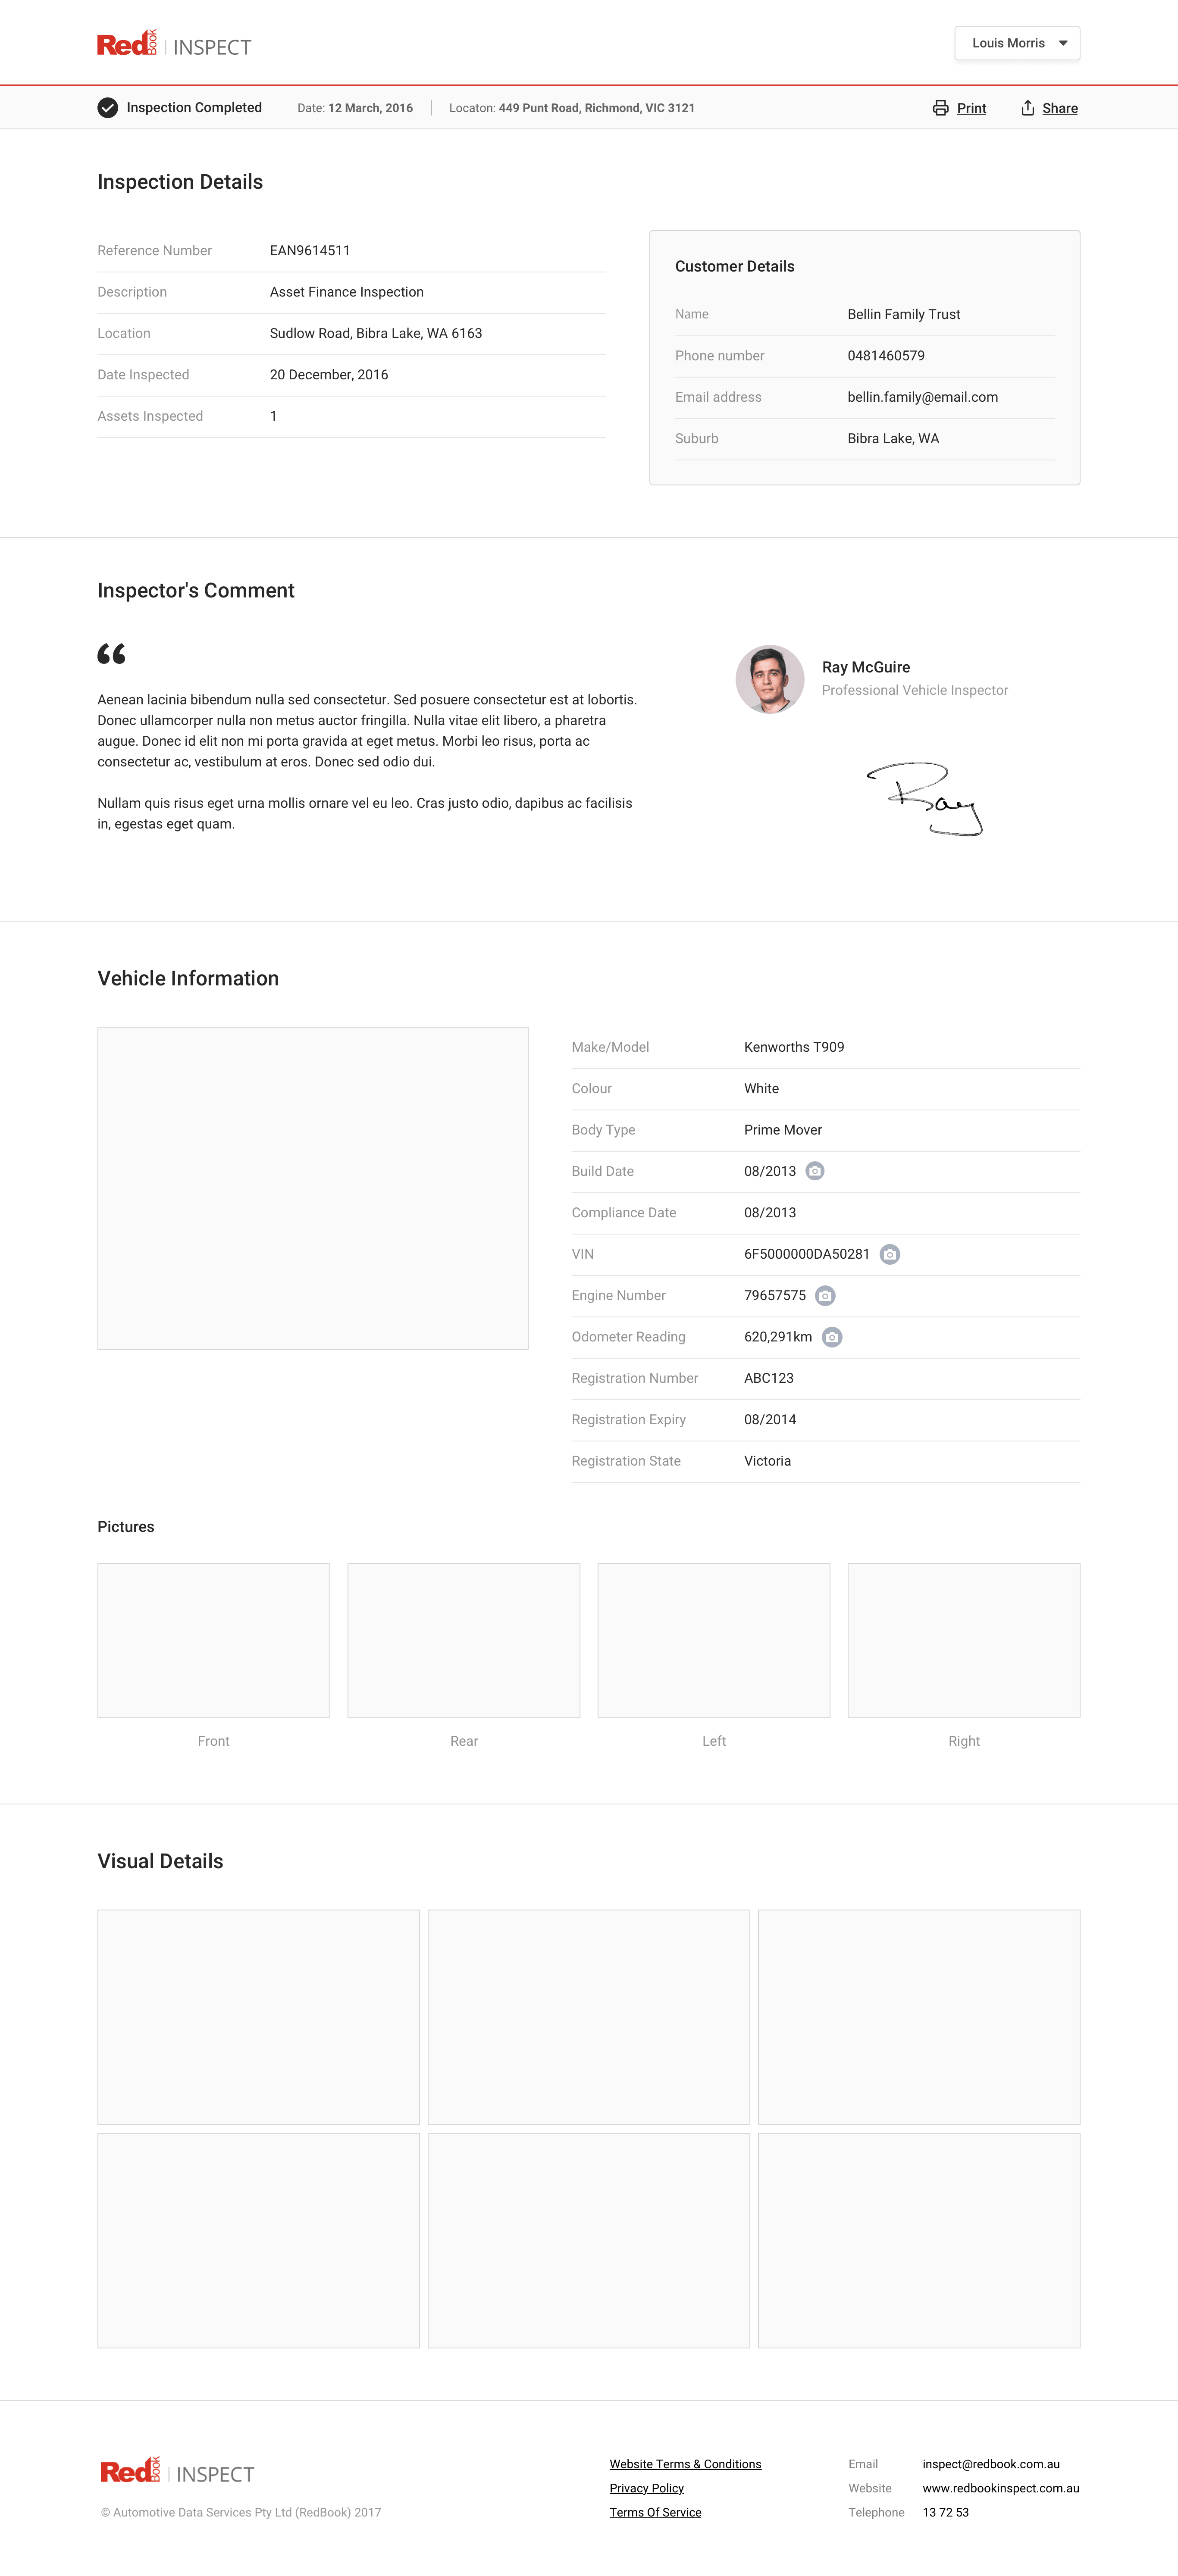 RedBook | INSPECT
Louis Morris
Inspection Completed
Date: 12 March, 2016
Locaton: 449 Punt Road, Richmond, VIC 3121
Print
Share
Inspection Details
Reference Number EAN9614511
Description Asset Finance Inspection
Location Sudlow Road, Bibra Lake, WA 6163
Date Inspected 20 December, 2016
Assets Inspected 1
Customer Details
Name Bellin Family Trust
Phone number 0481460579
Email address bellin.family@email.com
Suburb Bibra Lake, WA
Inspector's Comment
“
Aenean lacinia bibendum nulla sed consectetur. Sed posuere consectetur est at lobortis.
Donec ullamcorper nulla non metus auctor fringilla. Nulla vitae elit libero, a pharetra
augue. Donec id elit non mi porta gravida at eget metus. Morbi leo risus, porta ac
consectetur ac, vestibulum at eros. Donec sed odio dui.
Nullam quis risus eget urna mollis ornare vel eu leo. Cras justo odio, dapibus ac facilisis
in, egestas eget quam.
Ray McGuire
Professional Vehicle Inspector
Ray
Vehicle Information
Make/Model Kenworths T909
Colour White
Body Type Prime Mover
Build Date 08/2013
Compliance Date 08/2013
VIN 6F5000000DA50281
Engine Number 79657575
Odometer Reading 620,291km
Registration Number ABC123
Registration Expiry 08/2014
Registration State Victoria
Pictures
Front
Rear
Left
Right
Visual Details
RedBook | INSPECT
© Automotive Data Services Pty Ltd (RedBook) 2017
Website Terms & Conditions
Privacy Policy
Terms Of Service
Email inspect@redbook.com.au
Website www.redbookinspect.com.au
Telephone 13 72 53